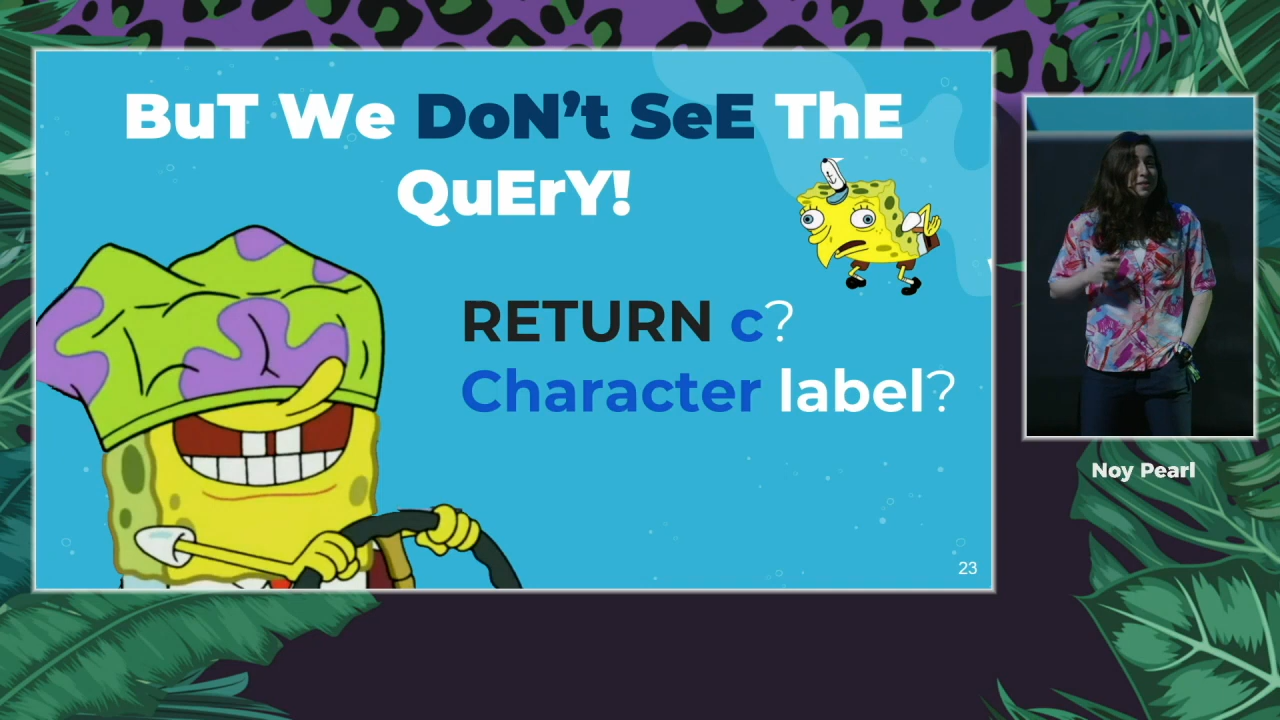 BuT We DoN’t SeE ThE
QuErY!
RETURN c?
Character label?
23
Noy Pearl